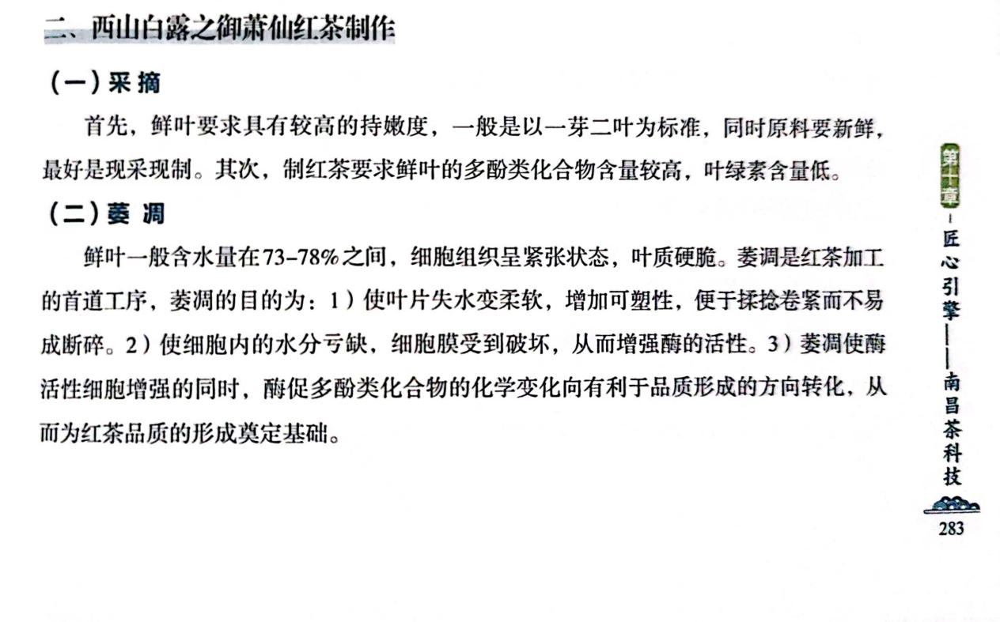 二、西山白露之御萧仙红茶制作
（一）采 摘
首先，鲜叶要求具有较高的持嫩度，一般是以一芽二叶为标准，同时原料要新鲜，
最好是现采现制。其次，制红茶要求鲜叶的多酚类化合物含量较高，叶绿素含量低。
（二）萎 凋
鲜叶一般含水量在73–78%之间，细胞组织呈紧张状态，叶质硬脆。萎调是红茶加工
的首道工序，萎凋的目的为：1）使叶片失水变柔软，增加可塑性，便于揉捻卷紧而不易
成断碎。2）使细胞内的水分亏缺，细胞膜受到破坏，从而增强酶的活性。3）萎凋使酶
活性细胞增强的同时，酶促多酚类化合物的化学变化向有利于品质形成的方向转化，从
而为红茶品质的形成奠定基础。
第十章
匠心引擎——南昌茶科技
283